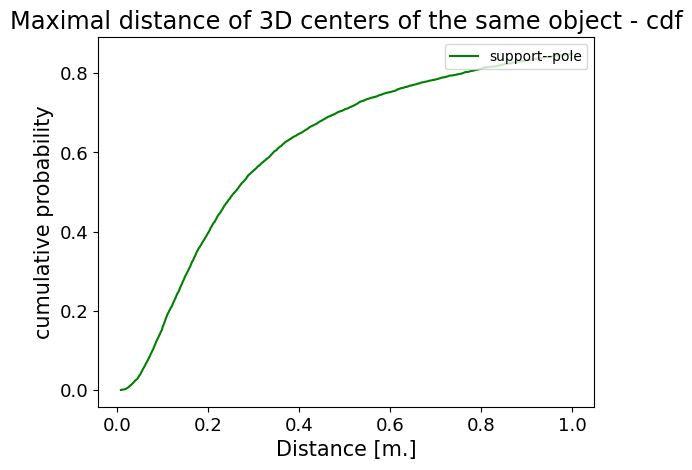 Maximal distance of 3D centers of the same object - cdf
support--pole
cumulative probability
0.8
0.6
0.4
0.2
0.0
0.0 0.2 0.4 0.6 0.8 1.0
Distance [m.]